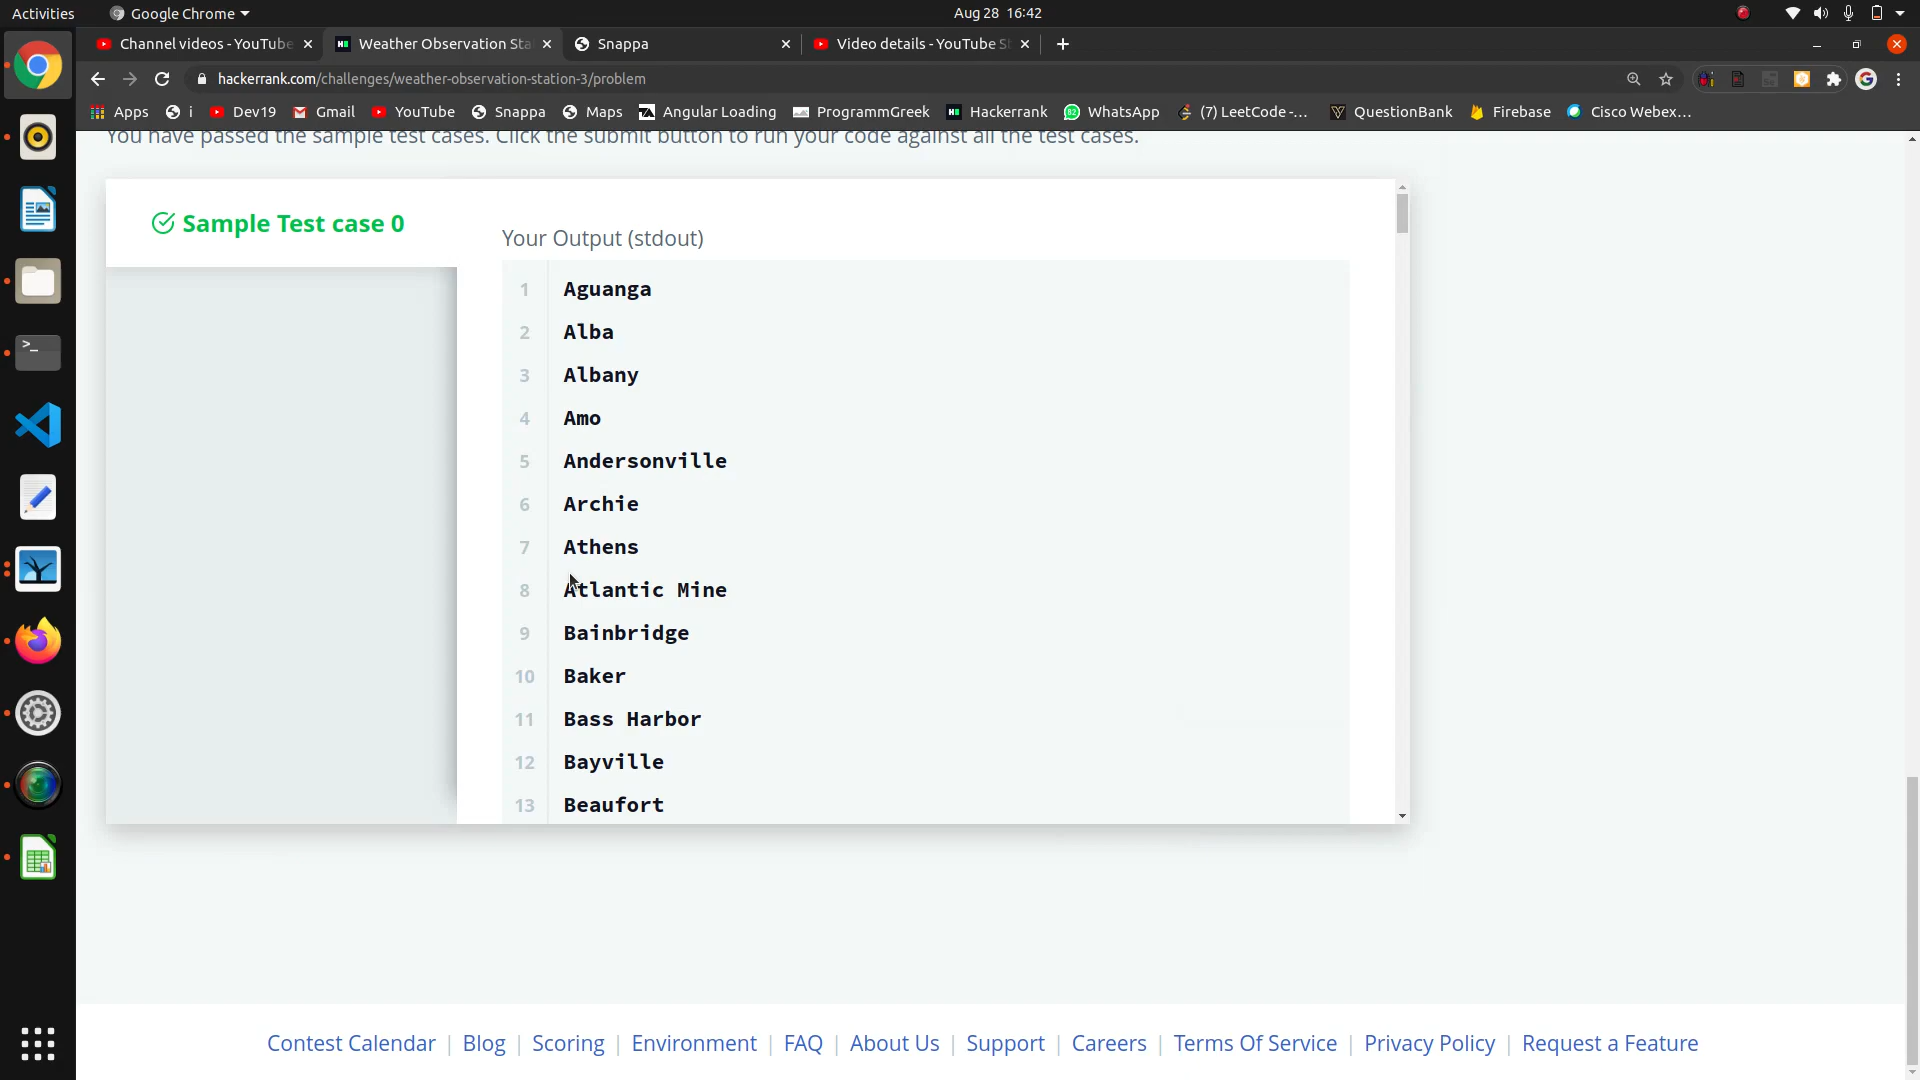 Activities
Google Chrome
Aug 28 16:42
Channel videos - YouTube
Weather Observation Sta
Snappa
Video details - YouTube S
hackerrank.com/challenges/weather-observation-station-3/problem
Apps
i
Dev19
Gmail
YouTube
Snappa
Maps
Angular Loading
ProgrammGreek
Hackerrank
WhatsApp
(7) LeetCode -...
QuestionBank
Firebase
Cisco Webex...
You have passed the sample test cases. Click the submit button to run your code against all the test cases.
Sample Test case 0
Your Output (stdout)
1 Aguanga
2 Alba
3 Albany
4 Amo
5 Andersonville
6 Archie
7 Athens
8 Atlantic Mine
9 Bainbridge
10 Baker
11 Bass Harbor
12 Bayville
13 Beaufort
Contest Calendar | Blog | Scoring | Environment | FAQ | About Us | Support | Careers | Terms Of Service | Privacy Policy | Request a Feature